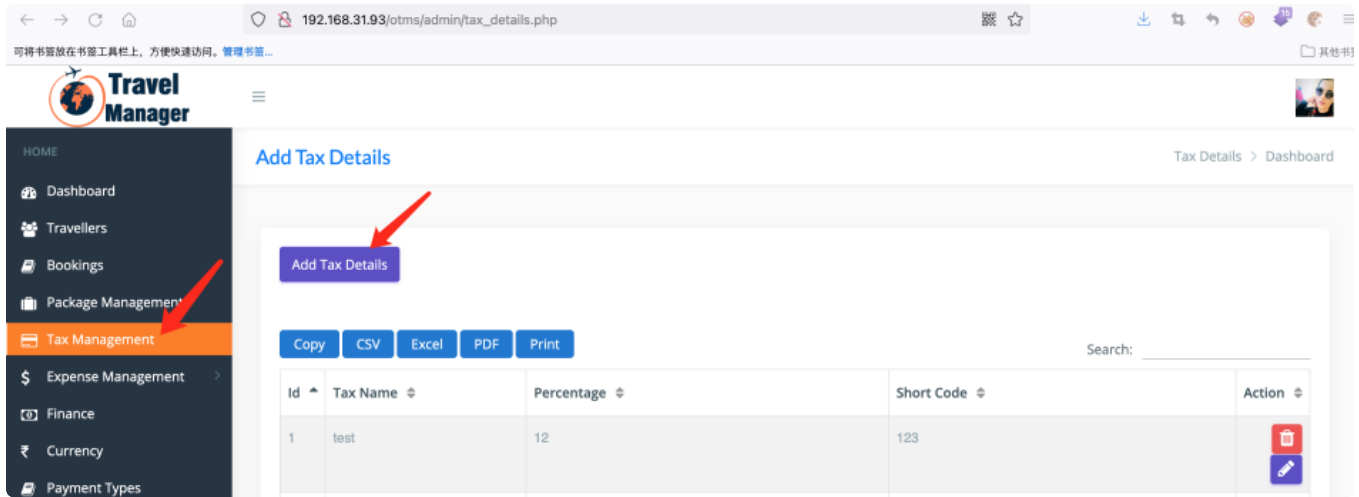 192.168.31.93/otms/admin/tax_details.php
15
可将书签放在书签工具栏上，方便快速访问。管理书签...
其他书
Travel
Manager
HOME
Add Tax Details
Tax Details > Dashboard
Dashboard
Travellers
Bookings
Add Tax Details
Package Management
Tax Management
Copy CSV Excel PDF Print
Search:
Expense Management
Id Tax Name Percentage Short Code Action
Finance
1 test 12 123
Currency
Payment Types